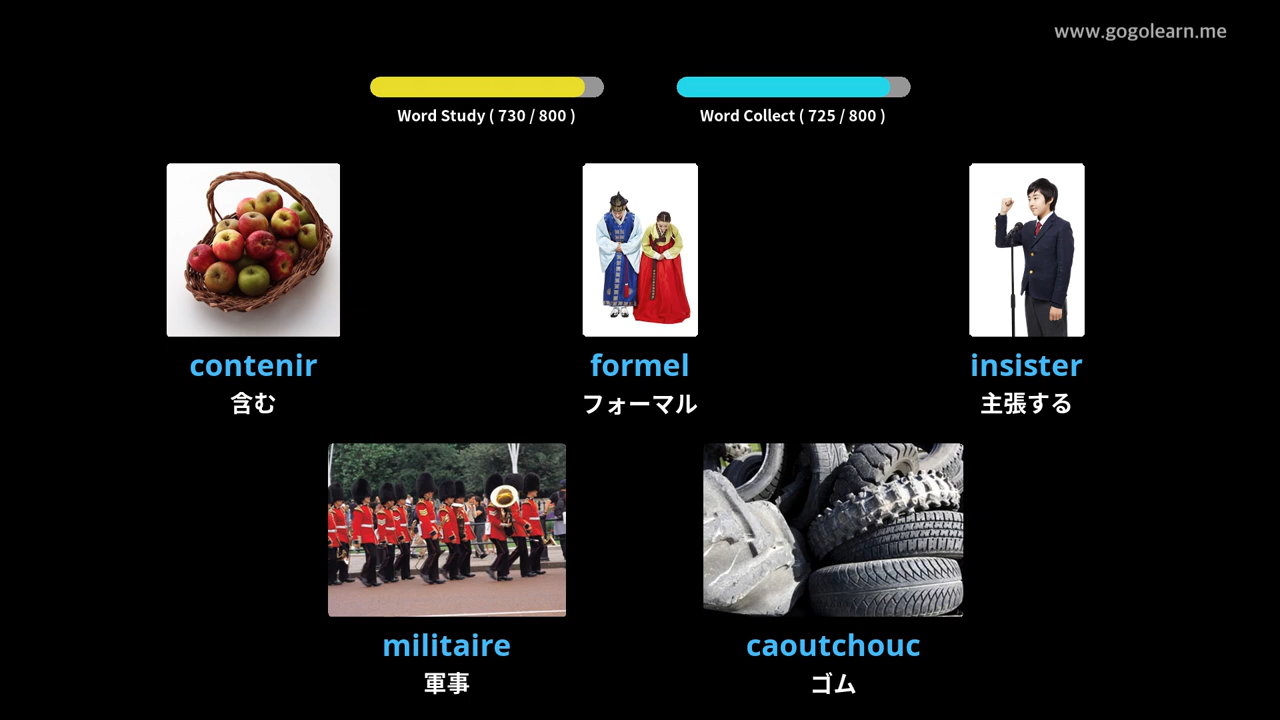 www.gogolearn.me
Word Study ( 730 / 800 )
Word Collect ( 725 / 800 )
contenir
含む
formel
フォーマル
insister
主張する
militaire
軍事
caoutchouc
ゴム